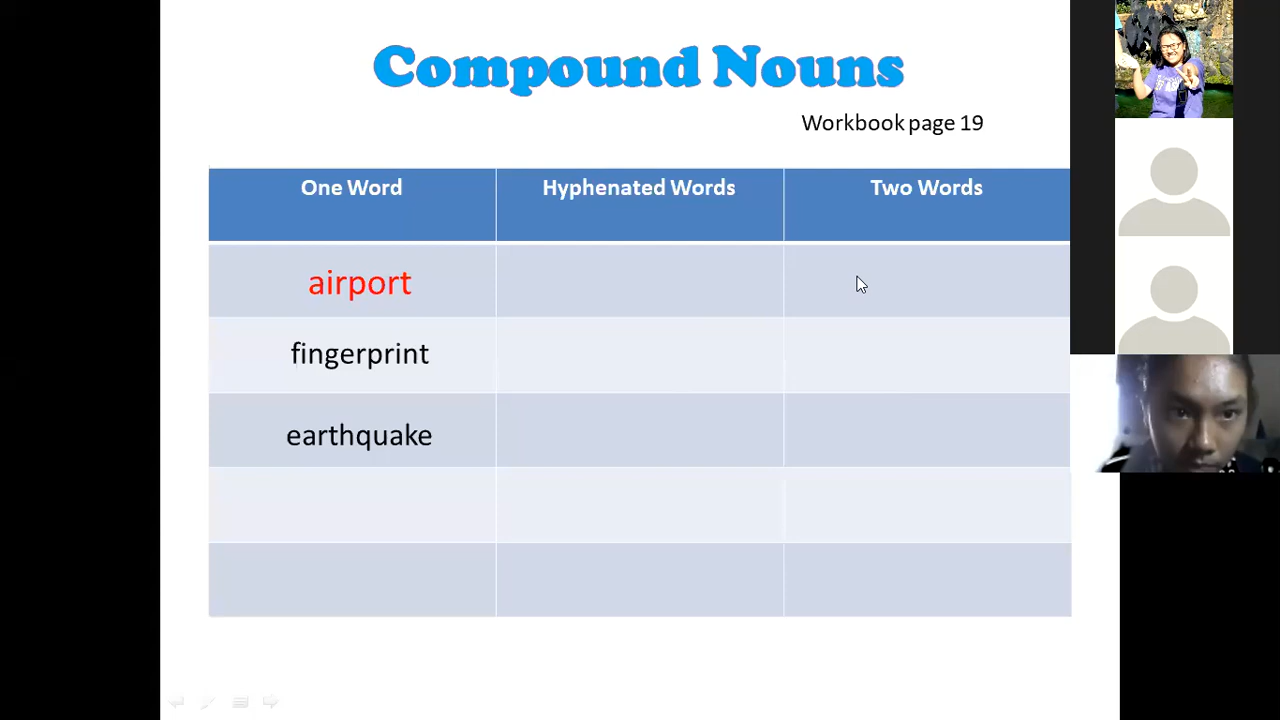 Compound Nouns
Workbook page 19
One Word Hyphenated Words Two Words
airport
fingerprint
earthquake